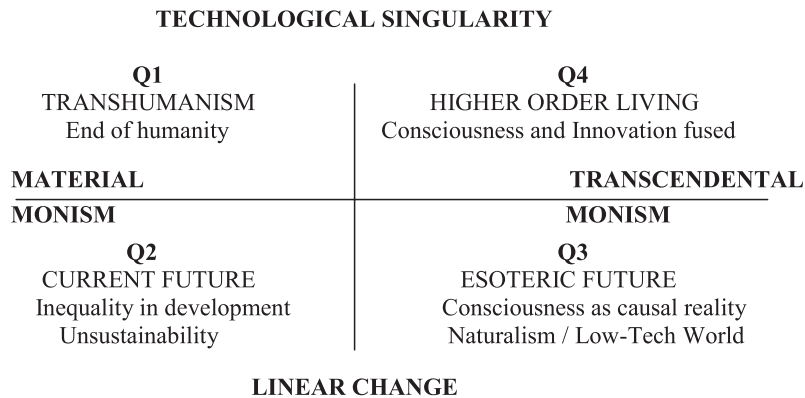 TECHNOLOGICAL SINGULARITY
Q1
TRANSHUMANISM
End of humanity
Q4
HIGHER ORDER LIVING
Consciousness and Innovation fused
MATERIAL
MONISM
TRANSCENDENTAL
MONISM
Q2
CURRENT FUTURE
Inequality in development
Unsustainability
Q3
ESOTERIC FUTURE
Consciousness as causal reality
Naturalism / Low-Tech World
LINEAR CHANGE